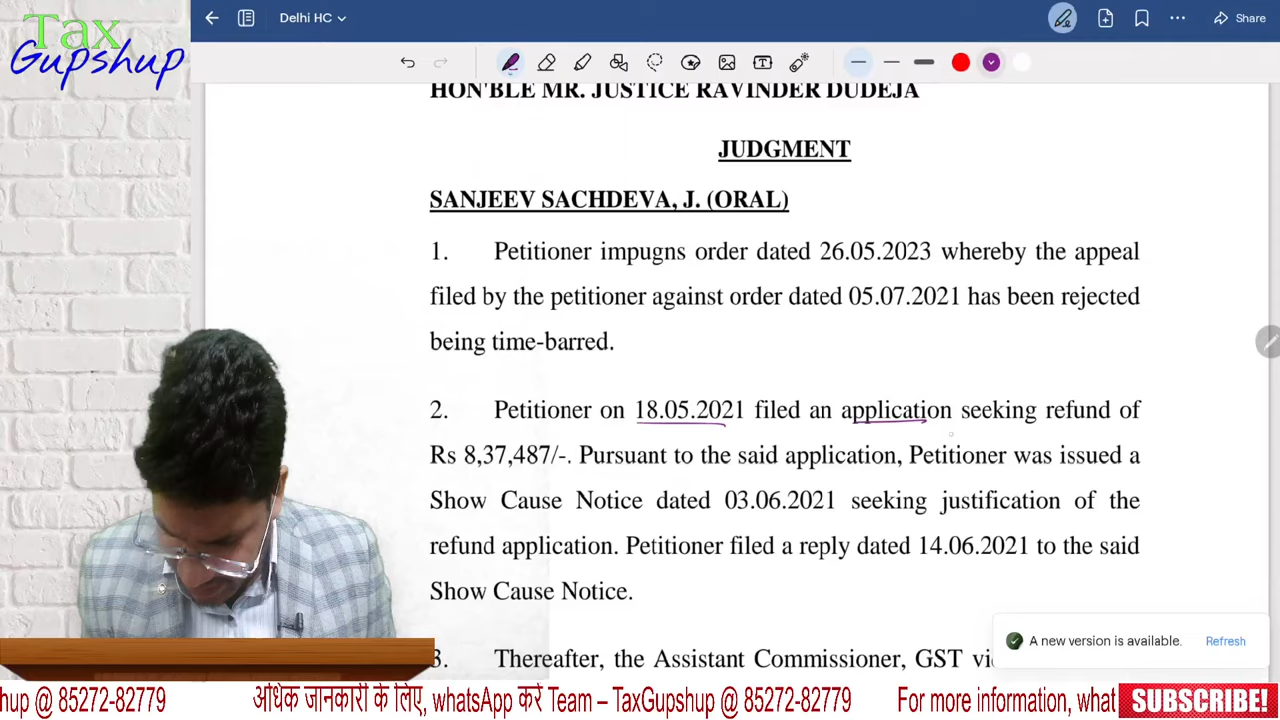 Tax
Gupshup
Delhi HC
Share
HON'BLE MR. JUSTICE RAVINDER DUDEJA
JUDGMENT
SANJEEV SACHDEVA, J. (ORAL)
1. Petitioner impugns order dated 26.05.2023 whereby the appeal
filed by the petitioner against order dated 05.07.2021 has been rejected
being time-barred.
2. Petitioner on 18.05.2021 filed an application seeking refund of
Rs 8,37,487/-. Pursuant to the said application, Petitioner was issued a
Show Cause Notice dated 03.06.2021 seeking justification of the
refund application. Petitioner filed a reply dated 14.06.2021 to the said
Show Cause Notice.
A new version is available. Refresh
3. Thereafter, the Assistant Commissioner, GST
hup @ 85272-82779 अधिक जानकारी के लिए, whatsApp करें Team – TaxGupshup @ 85272-82779 For more information, what
SUBSCRIBE!